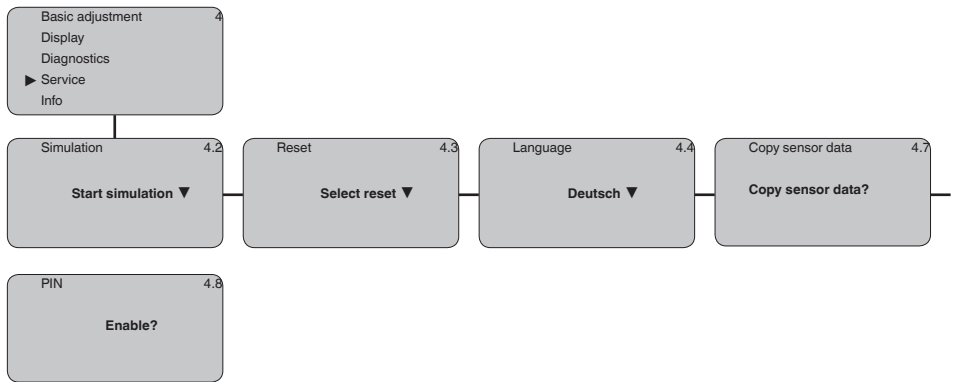 Basic adjustment 4
Display
Diagnostics
▶ Service
Info
Simulation 4.2
Start simulation ▼
Reset 4.3
Select reset ▼
Language 4.4
Deutsch ▼
Copy sensor data 4.7
Copy sensor data?
PIN 4.8
Enable?